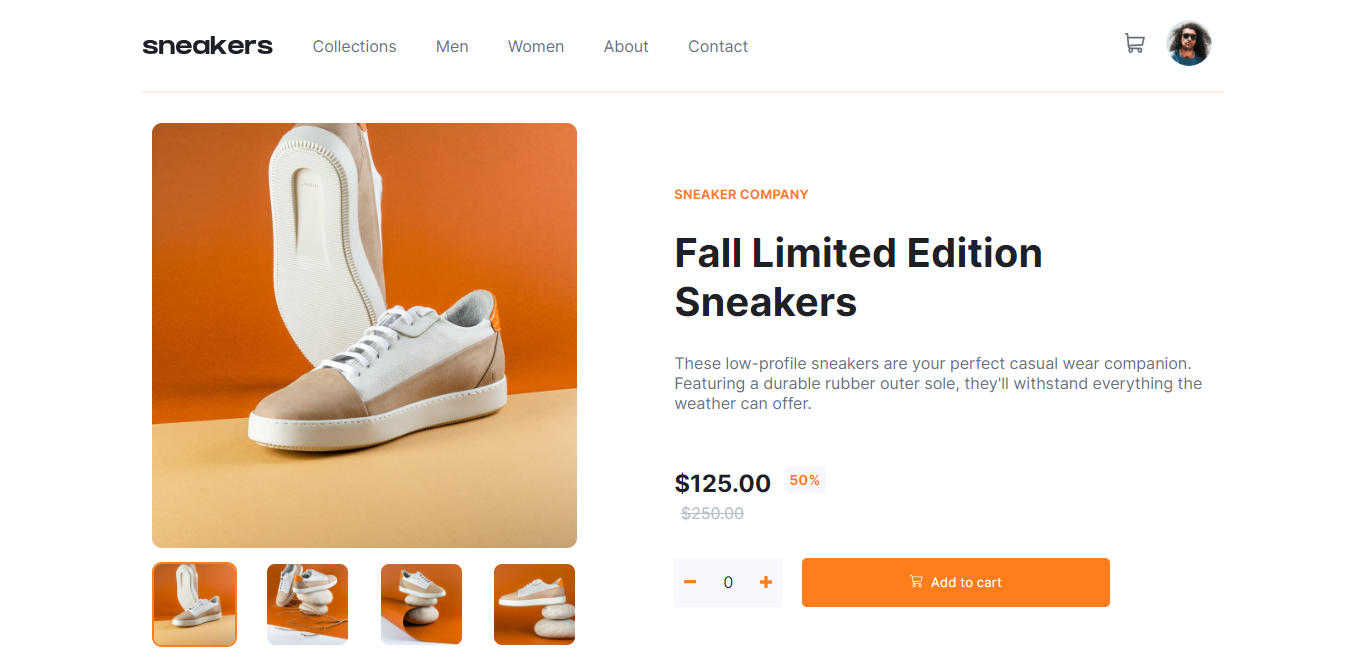 sneakers
Collections
Men
Women
About
Contact
SNEAKER COMPANY
Fall Limited Edition
Sneakers
These low-profile sneakers are your perfect casual wear companion.
Featuring a durable rubber outer sole, they'll withstand everything the
weather can offer.
$125.00 50%
$250.00
0
Add to cart